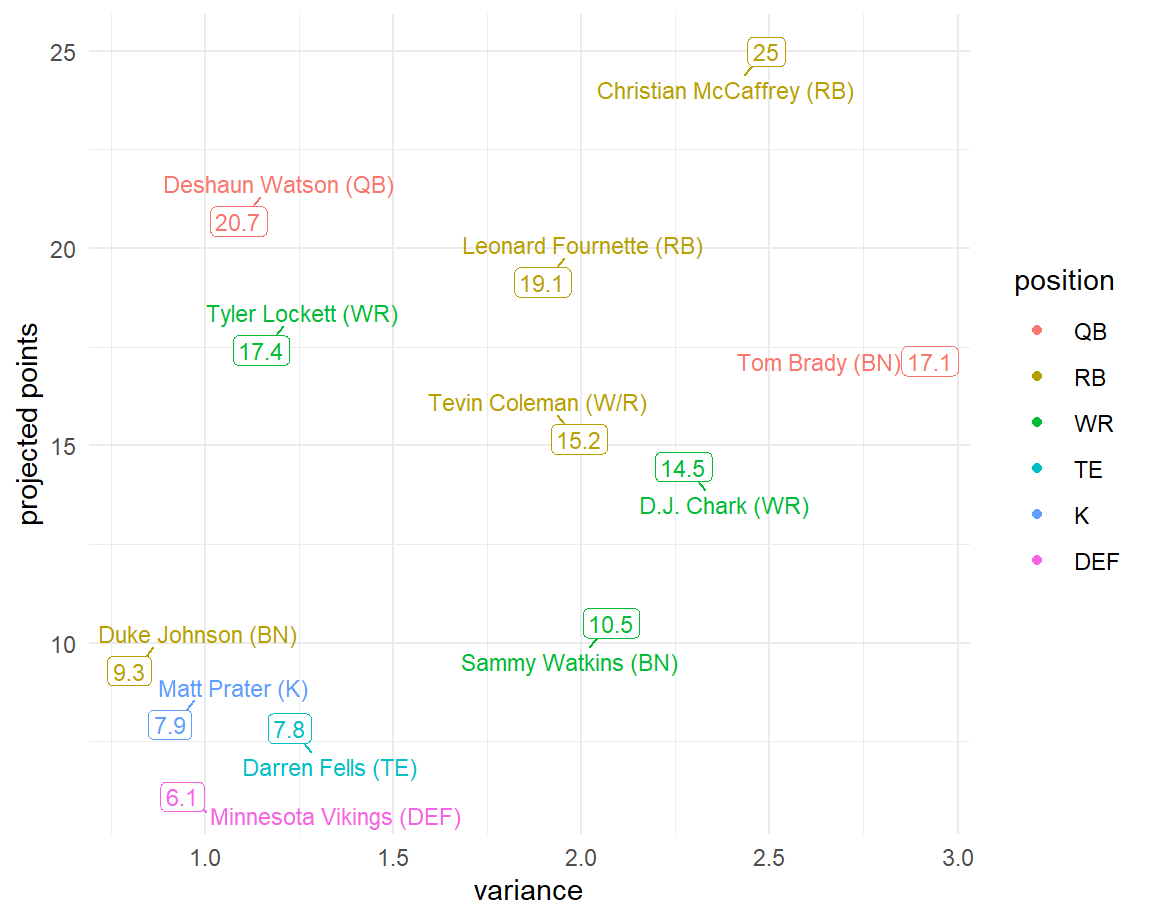 25
25
Christian McCaffrey (RB)
Deshaun Watson (QB)
20.7
20
Leonard Fournette (RB)
19.1
Tyler Lockett (WR)
17.4
Tom Brady (BN)
17.1
Tevin Coleman (W/R)
15
15.2
14.5
D.J. Chark (WR)
10.5
10
Duke Johnson (BN)
Sammy Watkins (BN)
9.3
Matt Prater (K)
7.9
7.8
Darren Fells (TE)
6.1
Minnesota Vikings (DEF)
1.0
1.5
2.0
2.5
3.0
variance
projected points
position
QB
RB
WR
TE
K
DEF